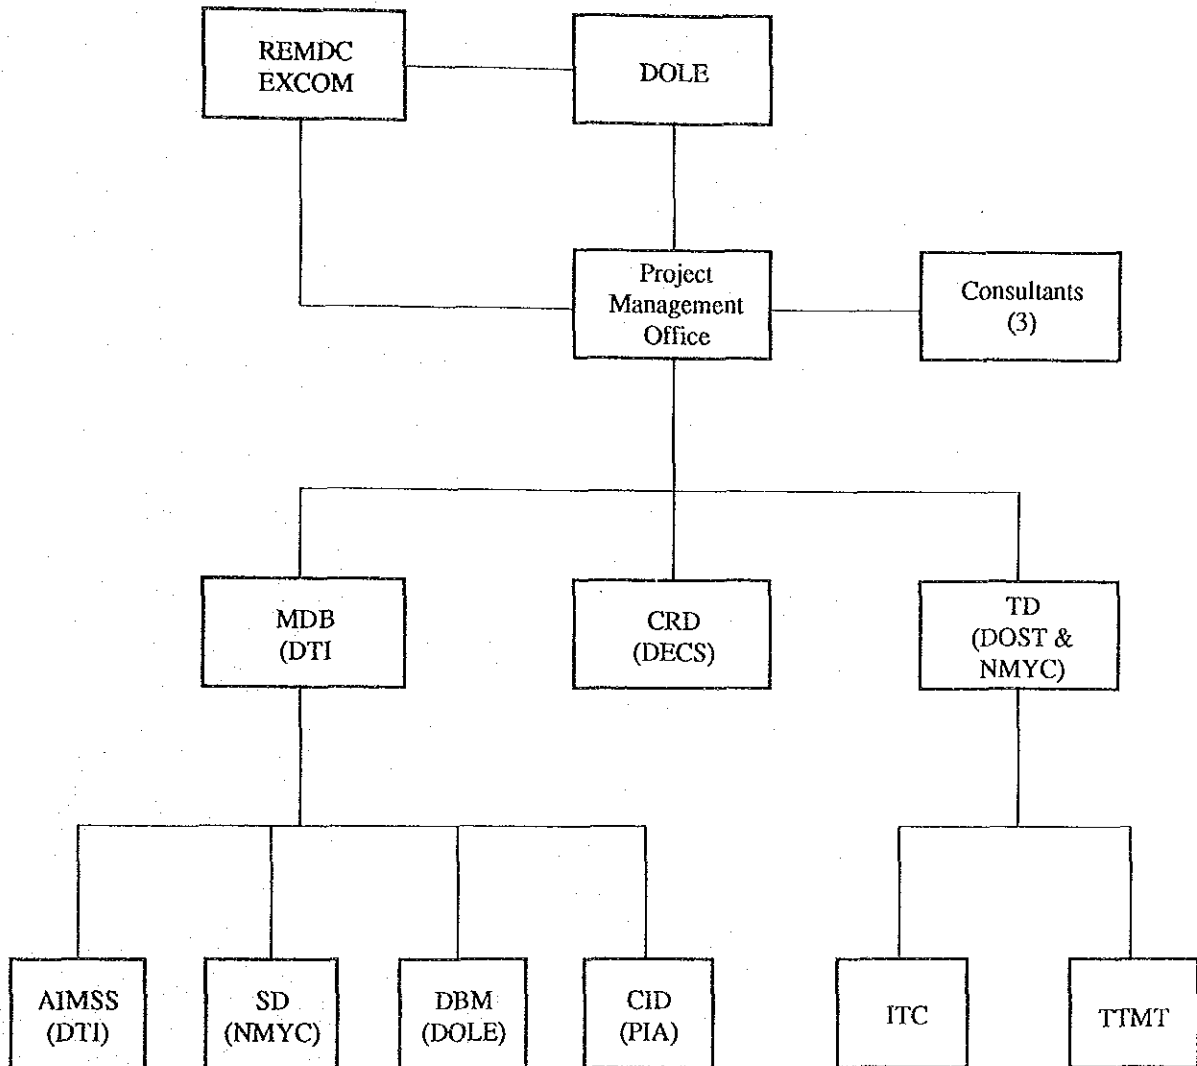 REMDC
EXCOM
DOLE
Project
Management
Office
Consultants
(3)
MDB
(DTI
CRD
(DECS)
TD
(DOST &
NMYC)
AIMSS
(DTI)
SD
(NMYC)
DBM
(DOLE)
CID
(PIA)
ITC
TTMT